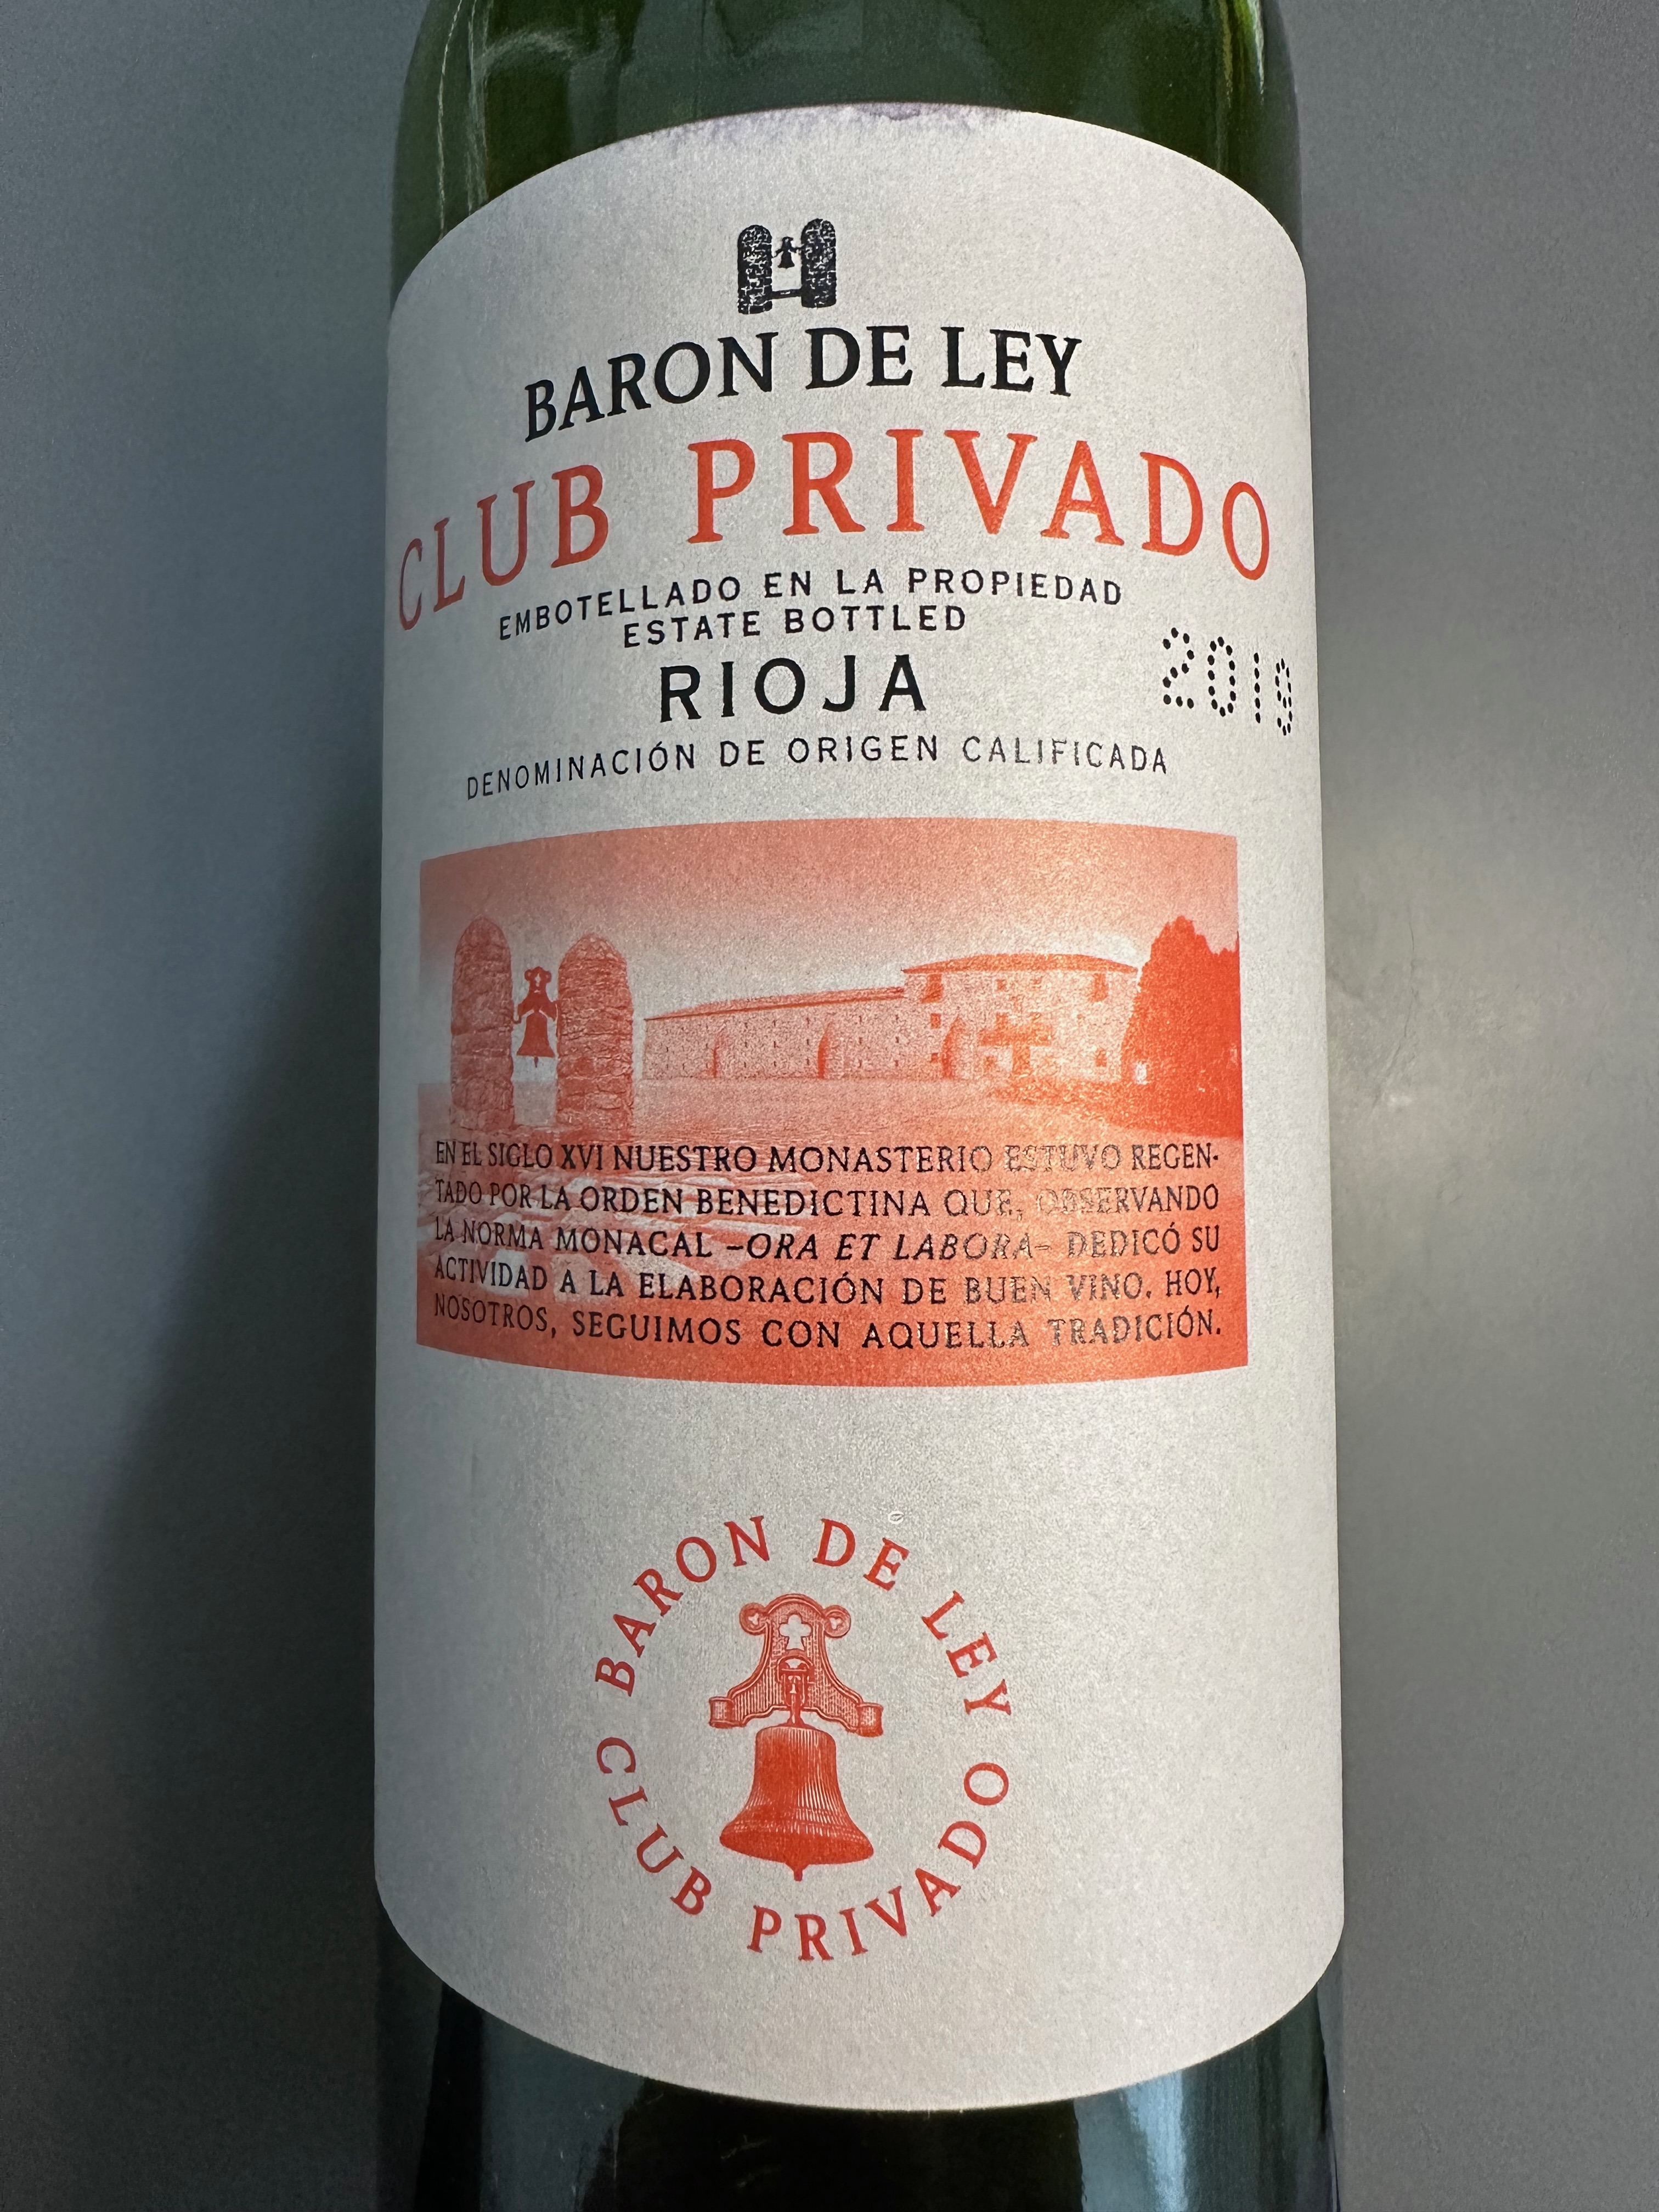 BARON DE LEY
CLUB PRIVADO
EMBOTELLADO EN LA PROPIEDAD
ESTATE BOTTLED
RIOJA
2019
DENOMINACIÓN DE ORIGEN CALIFICADA
EN EL SIGLO XVI NUESTRO MONASTERIO ESTUVO REGEN-
TADO POR LA ORDEN BENEDICTINA QUE, OBSERVANDO
LA NORMA MONACAL –ORA ET LABORA– DEDICÓ SU
ACTIVIDAD A LA ELABORACIÓN DE BUEN VINO. HOY,
NOSOTROS, SEGUIMOS CON AQUELLA TRADICIÓN.
BARON DE LEY
CLUB PRIVADO